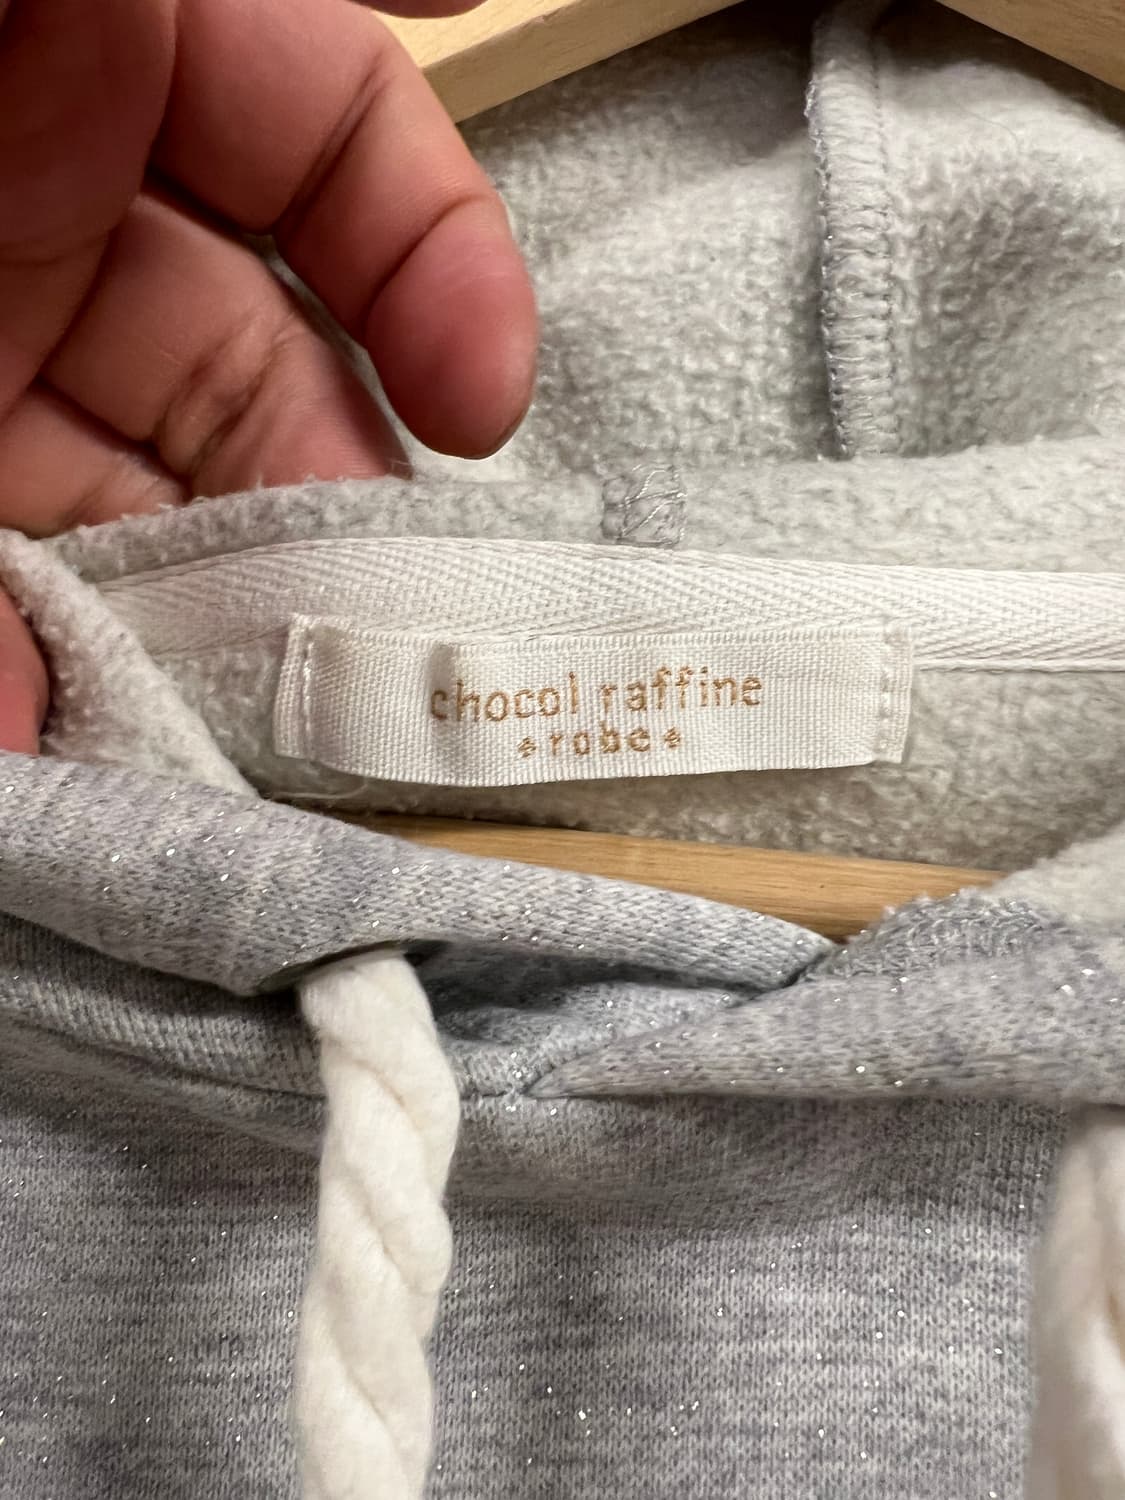 chocol raffine
robe